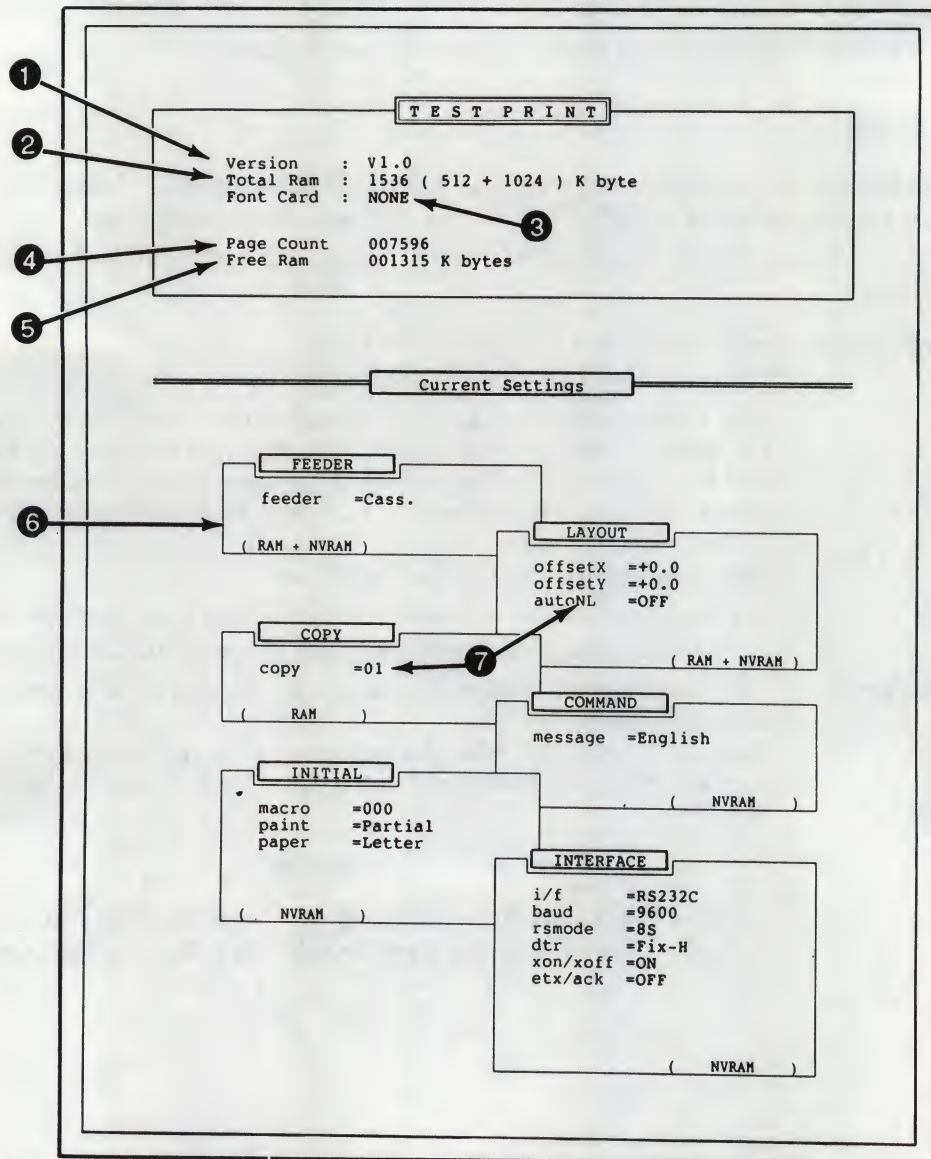 T E S T   P R I N T
1
Version : V1.0
2
Total Ram : 1536 ( 512 + 1024 ) K byte
Font Card : NONE
3
4
Page Count 007596
5
Free Ram 001315 K bytes
Current Settings
FEEDER
feeder =Cass.
6
( RAM + NVRAM )
LAYOUT
offsetX =+0.0
offsetY =+0.0
autoNL =OFF
( RAM + NVRAM )
COPY
copy =01
7
( RAM )
COMMAND
message =English
( NVRAM )
INITIAL
macro =000
paint =Partial
paper =Letter
( NVRAM )
INTERFACE
i/f =RS232C
baud =9600
rsmode =8S
dtr =Fix-H
xon/xoff =ON
etx/ack =OFF
( NVRAM )